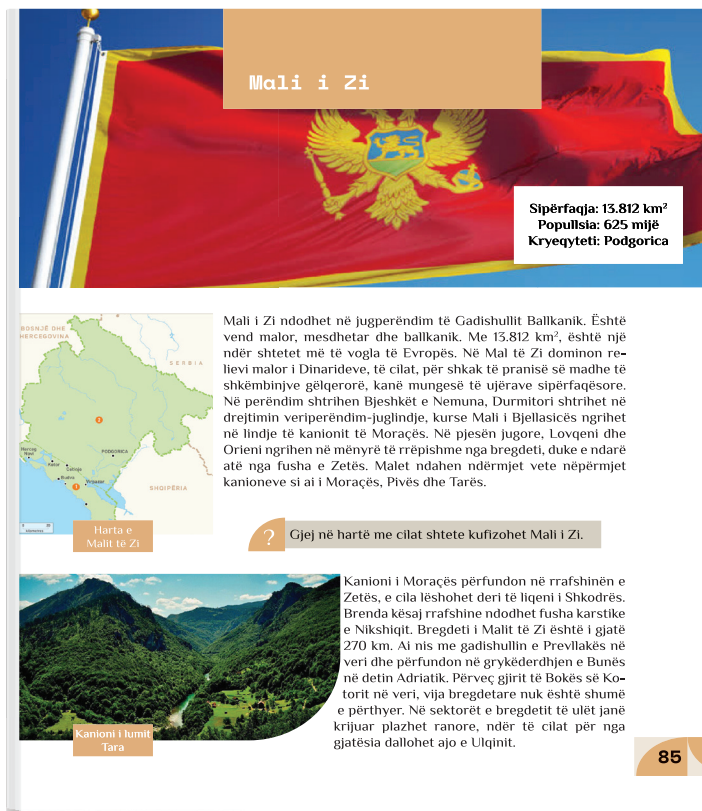 Mali i Zi
Sipërfaqja: 13.812 km²
Popullsia: 625 mijë
Kryeqyteti: Podgorica
BOSNJË DHE
HERCEGOVINA
SERBIA
PODGORICA
Herceg
Novi
Kotor
Cetinje
Budva
Virpazar
SHQIPËRIA
Harta e
Malit të Zi
Mali i Zi ndodhet në jugperëndim të Gadishullit Ballkanik. Është
vend malor, mesdhetar dhe ballkanik. Me 13.812 km², është një
ndër shtetet më të vogla të Evropës. Në Mal të Zi dominon re-
lievi malor i Dinarideve, të cilat, për shkak të pranisë së madhe të
shkëmbinjve gëlqerorë, kanë mungesë të ujërave sipërfaqësore.
Në perëndim shtrihen Bjeshkët e Nemuna, Durmitori shtrihet në
drejtimin veriperëndim-juglindje, kurse Mali i Bjellasicës ngrihet
në lindje të kanionit të Moraçës. Në pjesën jugore, Lovqeni dhe
Orieni ngrihen në mënyrë të rrëpishme nga bregdeti, duke e ndarë
atë nga fusha e Zetës. Malet ndahen ndërmjet vete nëpërmjet
kanioneve si ai i Moraçës, Pivës dhe Tarës.
? Gjej në hartë me cilat shtete kufizohet Mali i Zi.
Kanioni i lumit
Tara
Kanioni i Moraçës përfundon në rrafshinën e
Zetës, e cila lëshohet deri të liqeni i Shkodrës.
Brenda kësaj rrafshine ndodhet fusha karstike
e Nikshiqit. Bregdeti i Malit të Zi është i gjatë
270 km. Ai nis me gadishullin e Prevllakës në
veri dhe përfundon në grykëderdhjen e Bunës
në detin Adriatik. Përveç gjirit të Bokës së Ko-
torit në veri, vija bregdetare nuk është shumë
e përthyer. Në sektorët e bregdetit të ulët janë
krijuar plazhet ranore, ndër të cilat për nga
gjatësia dallohet ajo e Ulqinit.
85